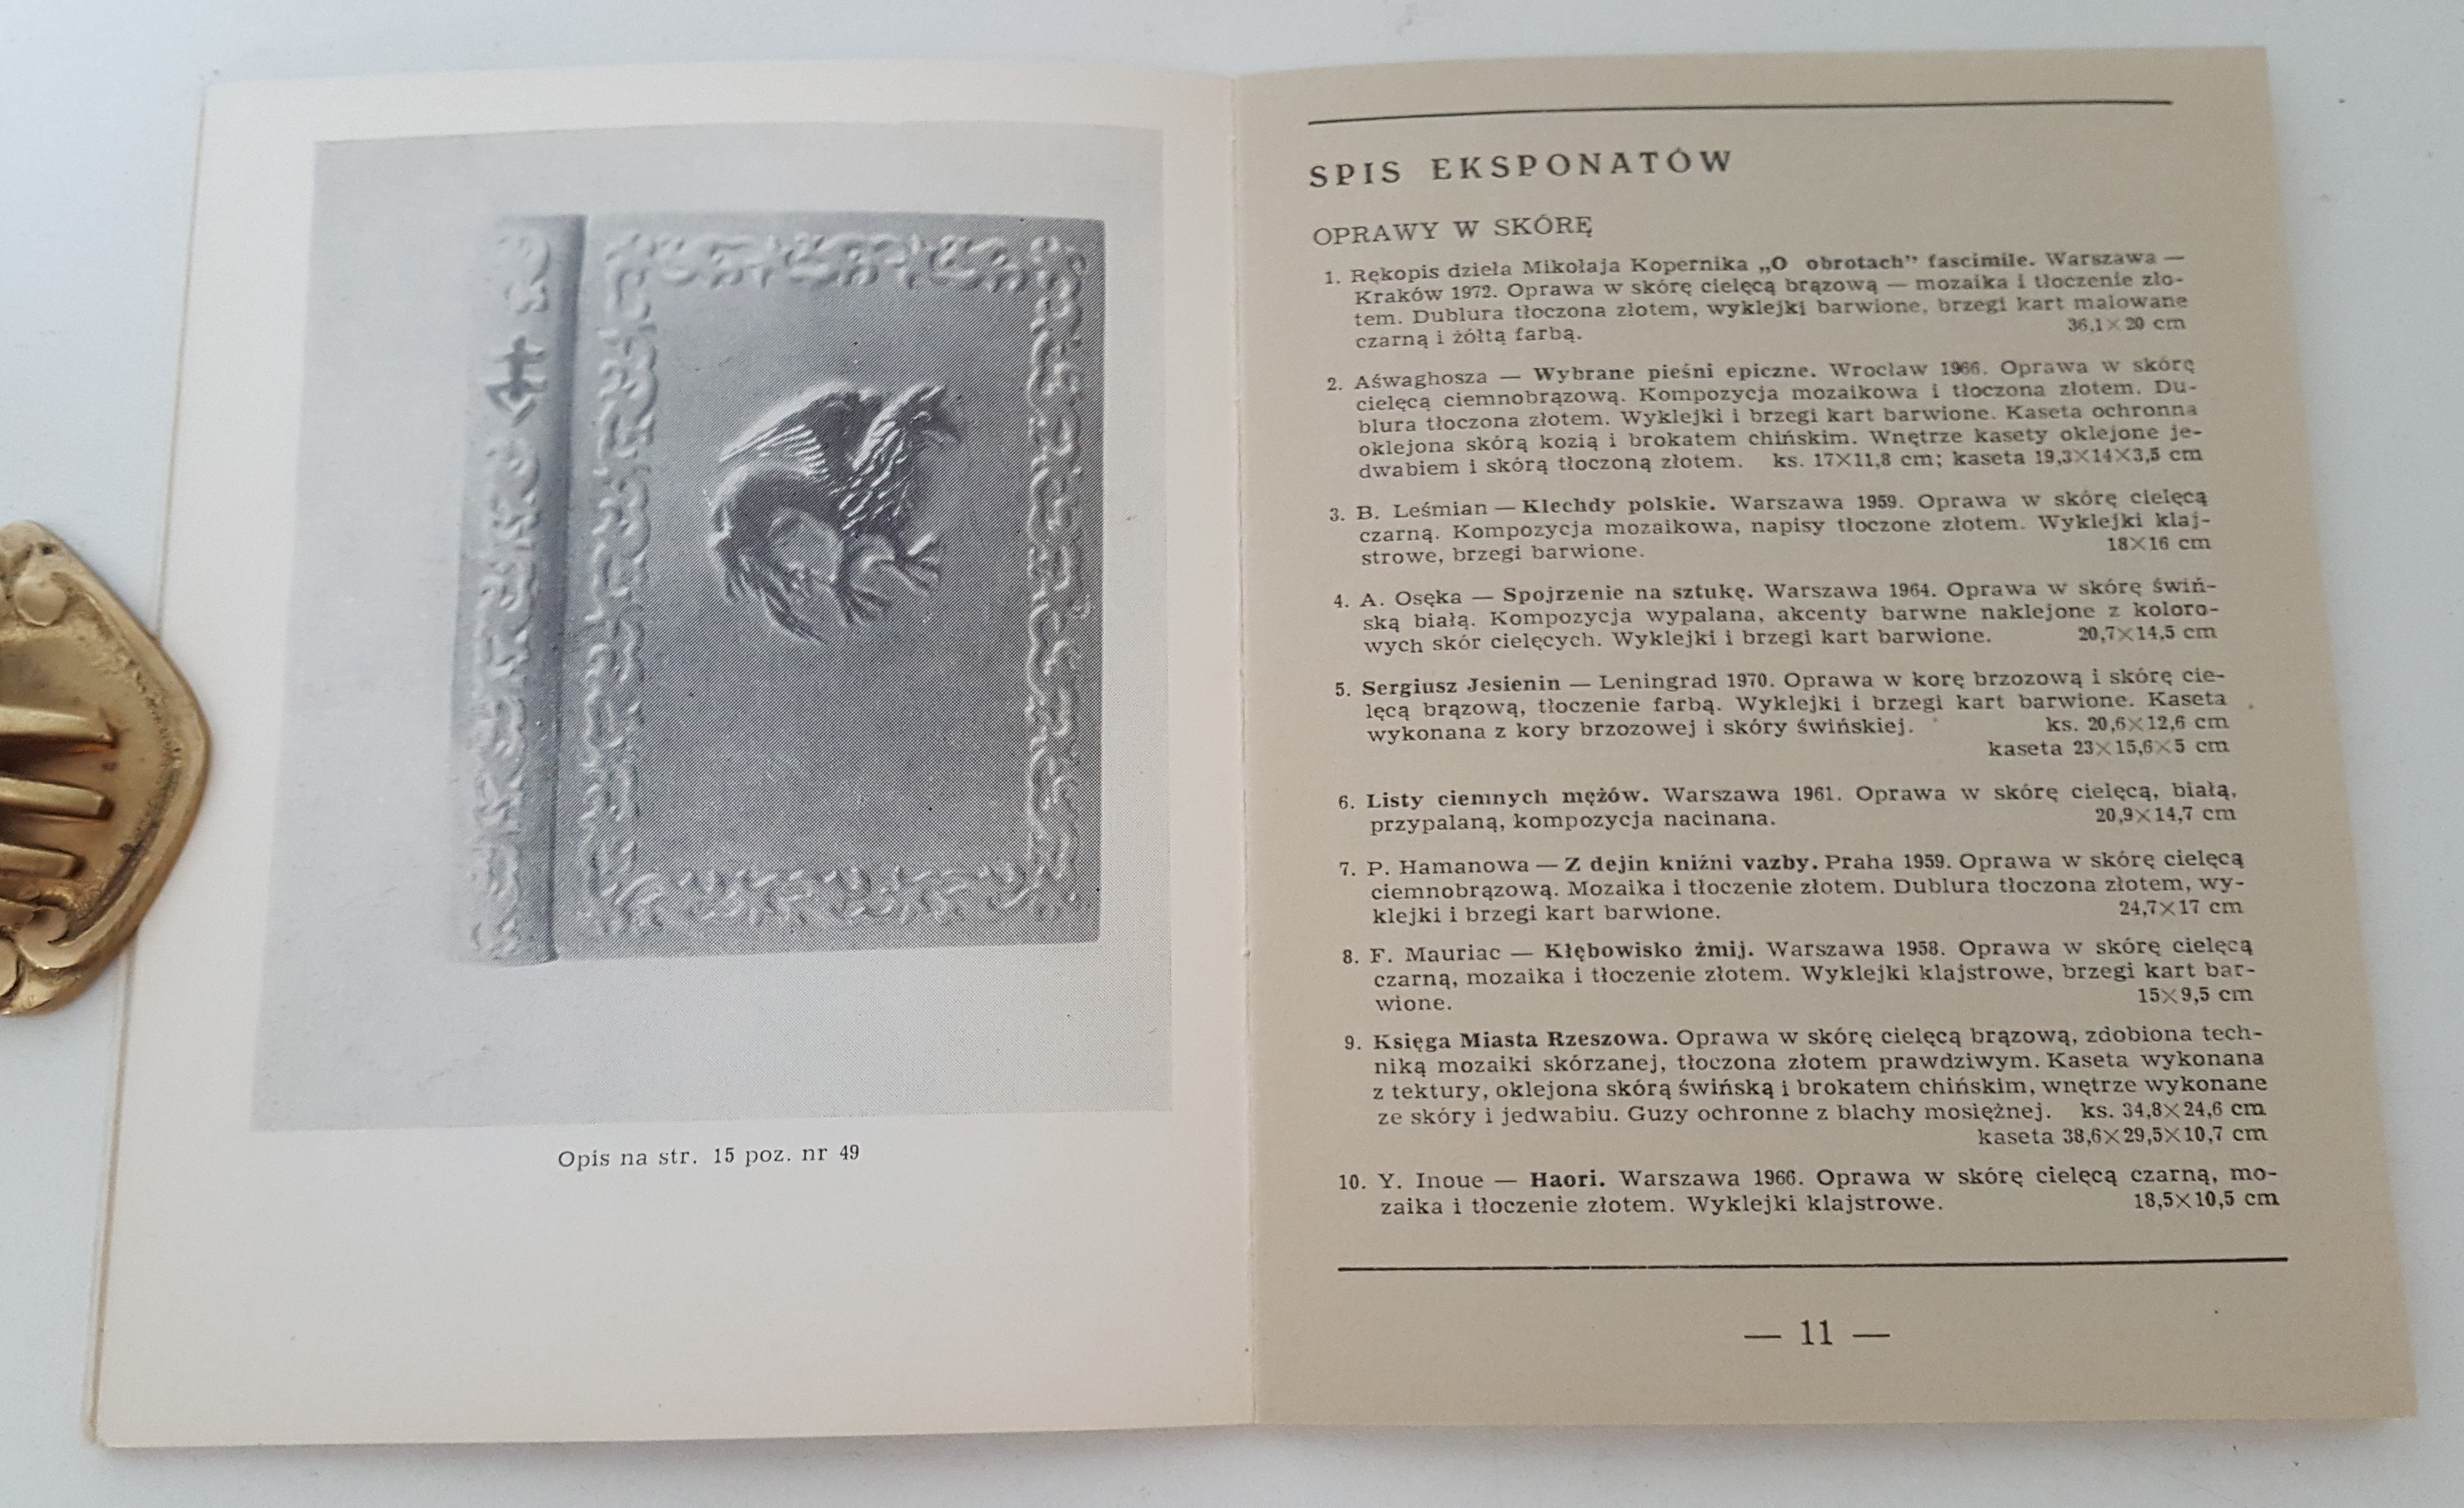 Opis na str. 15 poz. nr 49
SPIS EKSPONATÓW
OPRAWY W SKÓRĘ
1. Rękopis dzieła Mikołaja Kopernika „O obrotach” fascimile. Warszawa —
Kraków 1972. Oprawa w skórę cielęcą brązową — mozaika i tłoczenie zło-
tem. Dublura tłoczona złotem, wyklejki barwione, brzegi kart malowane
czarną i żółtą farbą. 36,1×20 cm
2. Aśwaghosza — Wybrane pieśni epiczne. Wrocław 1966. Oprawa w skórę
cielęcą ciemnobrązową. Kompozycja mozaikowa i tłoczona złotem. Du-
blura tłoczona złotem. Wyklejki i brzegi kart barwione. Kaseta ochronna
oklejona skórą kozią i brokatem chińskim. Wnętrze kasety oklejone je-
dwabiem i skórą tłoczoną złotem. ks. 17×11,8 cm; kaseta 19,3×14×3,5 cm
3. B. Leśmian — Klechdy polskie. Warszawa 1959. Oprawa w skórę cielęcą
czarną. Kompozycja mozaikowa, napisy tłoczone złotem. Wyklejki klaj-
strowe, brzegi barwione. 18×16 cm
4. A. Osęka — Spojrzenie na sztukę. Warszawa 1964. Oprawa w skórę świń-
ską białą. Kompozycja wypalana, akcenty barwne naklejone z koloro-
wych skór cielęcych. Wyklejki i brzegi kart barwione. 20,7×14,5 cm
5. Sergiusz Jesienin — Leningrad 1970. Oprawa w korę brzozową i skórę cie-
lęcą brązową, tłoczenie farbą. Wyklejki i brzegi kart barwione. Kaseta
wykonana z kory brzozowej i skóry świńskiej. ks. 20,6×12,6 cm
kaseta 23×15,6×5 cm
6. Listy ciemnych mężów. Warszawa 1961. Oprawa w skórę cielęcą, białą,
przypalaną, kompozycja nacinana. 20,9×14,7 cm
7. P. Hamanowa — Z dejin kniźni vazby. Praha 1959. Oprawa w skórę cielęcą
ciemnobrązową. Mozaika i tłoczenie złotem. Dublura tłoczona złotem, wy-
klejki i brzegi kart barwione. 24,7×17 cm
8. F. Mauriac — Kłębowisko żmij. Warszawa 1958. Oprawa w skórę cielęcą
czarną, mozaika i tłoczenie złotem. Wyklejki klajstrowe, brzegi kart bar-
wione. 15×9,5 cm
9. Księga Miasta Rzeszowa. Oprawa w skórę cielęcą brązową, zdobiona tech-
niką mozaiki skórzanej, tłoczona złotem prawdziwym. Kaseta wykonana
z tektury, oklejona skórą świńską i brokatem chińskim, wnętrze wykonane
ze skóry i jedwabiu. Guzy ochronne z blachy mosiężnej. ks. 34,8×24,6 cm
kaseta 38,6×29,5×10,7 cm
10. Y. Inoue — Haori. Warszawa 1966. Oprawa w skórę cielęcą czarną, mo-
zaika i tłoczenie złotem. Wyklejki klajstrowe. 18,5×10,5 cm
— 11 —